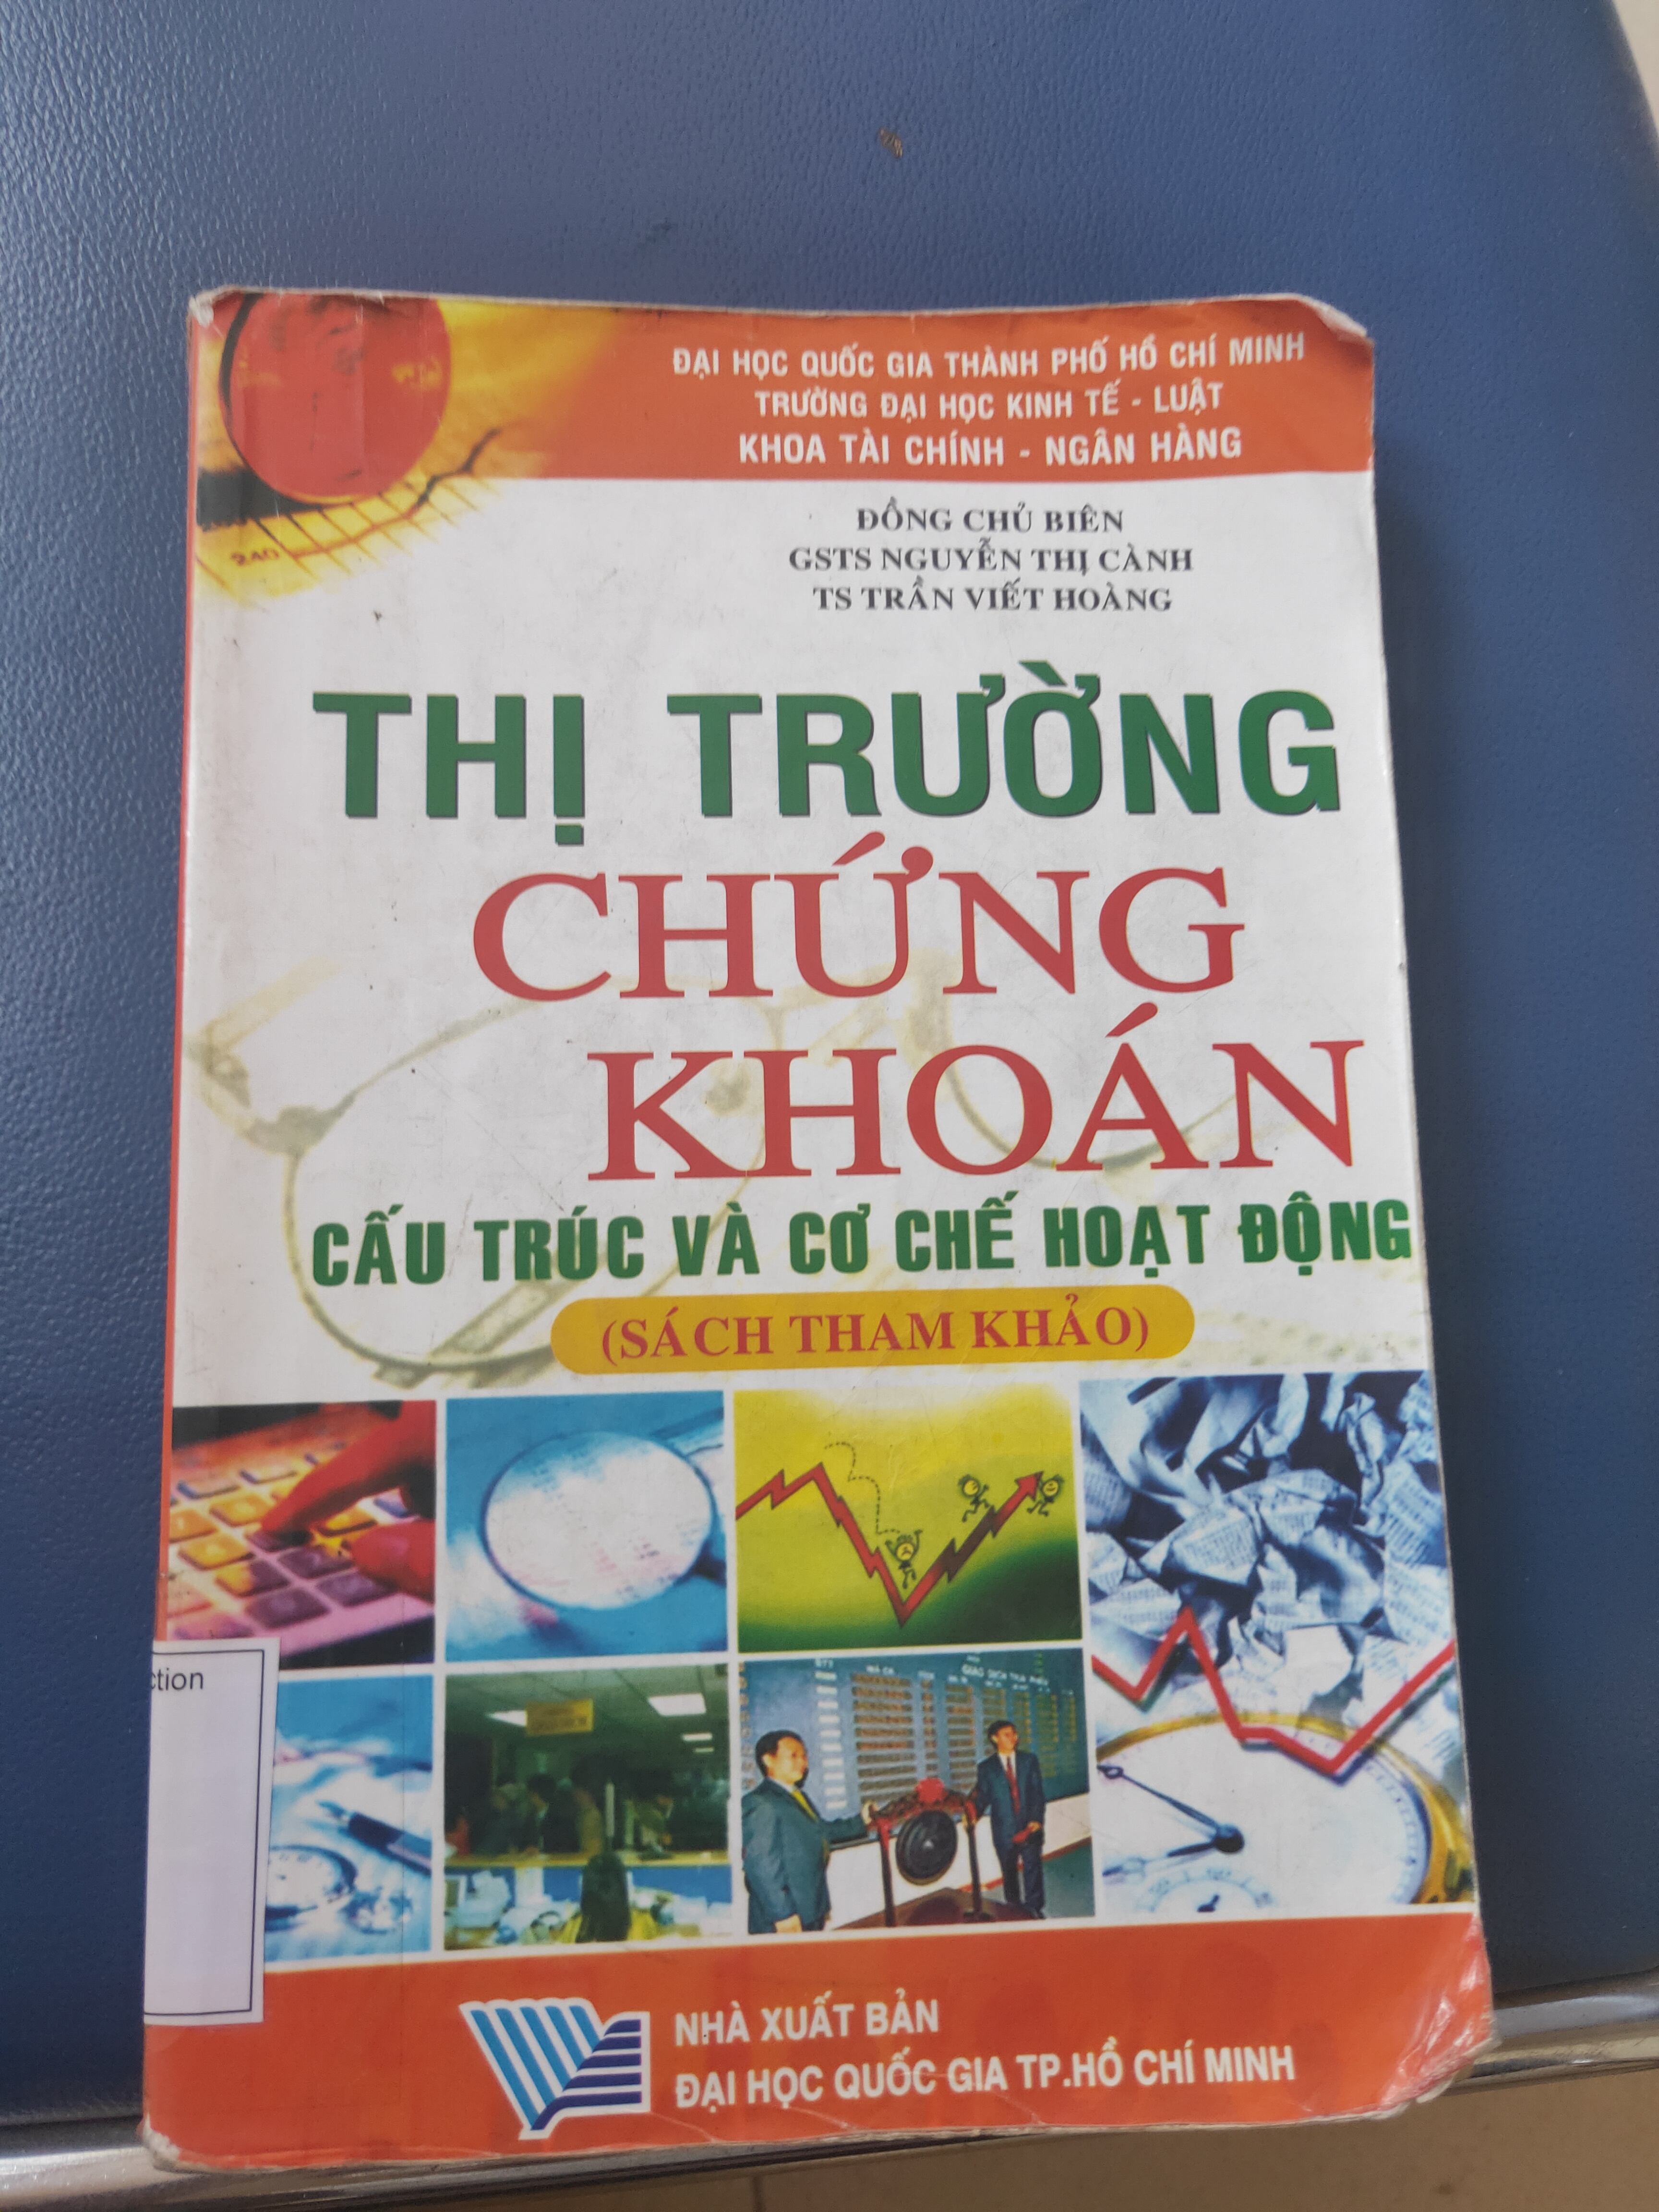 ĐẠI HỌC QUỐC GIA THÀNH PHỐ HỒ CHÍ MINH
TRƯỜNG ĐẠI HỌC KINH TẾ - LUẬT
KHOA TÀI CHÍNH - NGÂN HÀNG
ĐỒNG CHỦ BIÊN
GSTS NGUYỄN THỊ CÀNH
TS TRẦN VIẾT HOÀNG
240
THỊ TRƯỜNG
CHỨNG
KHOÁN
CẤU TRÚC VÀ CƠ CHẾ HOẠT ĐỘNG
(SÁCH THAM KHẢO)
ction
NHÀ XUẤT BẢN
ĐẠI HỌC QUỐC GIA TP.HỒ CHÍ MINH